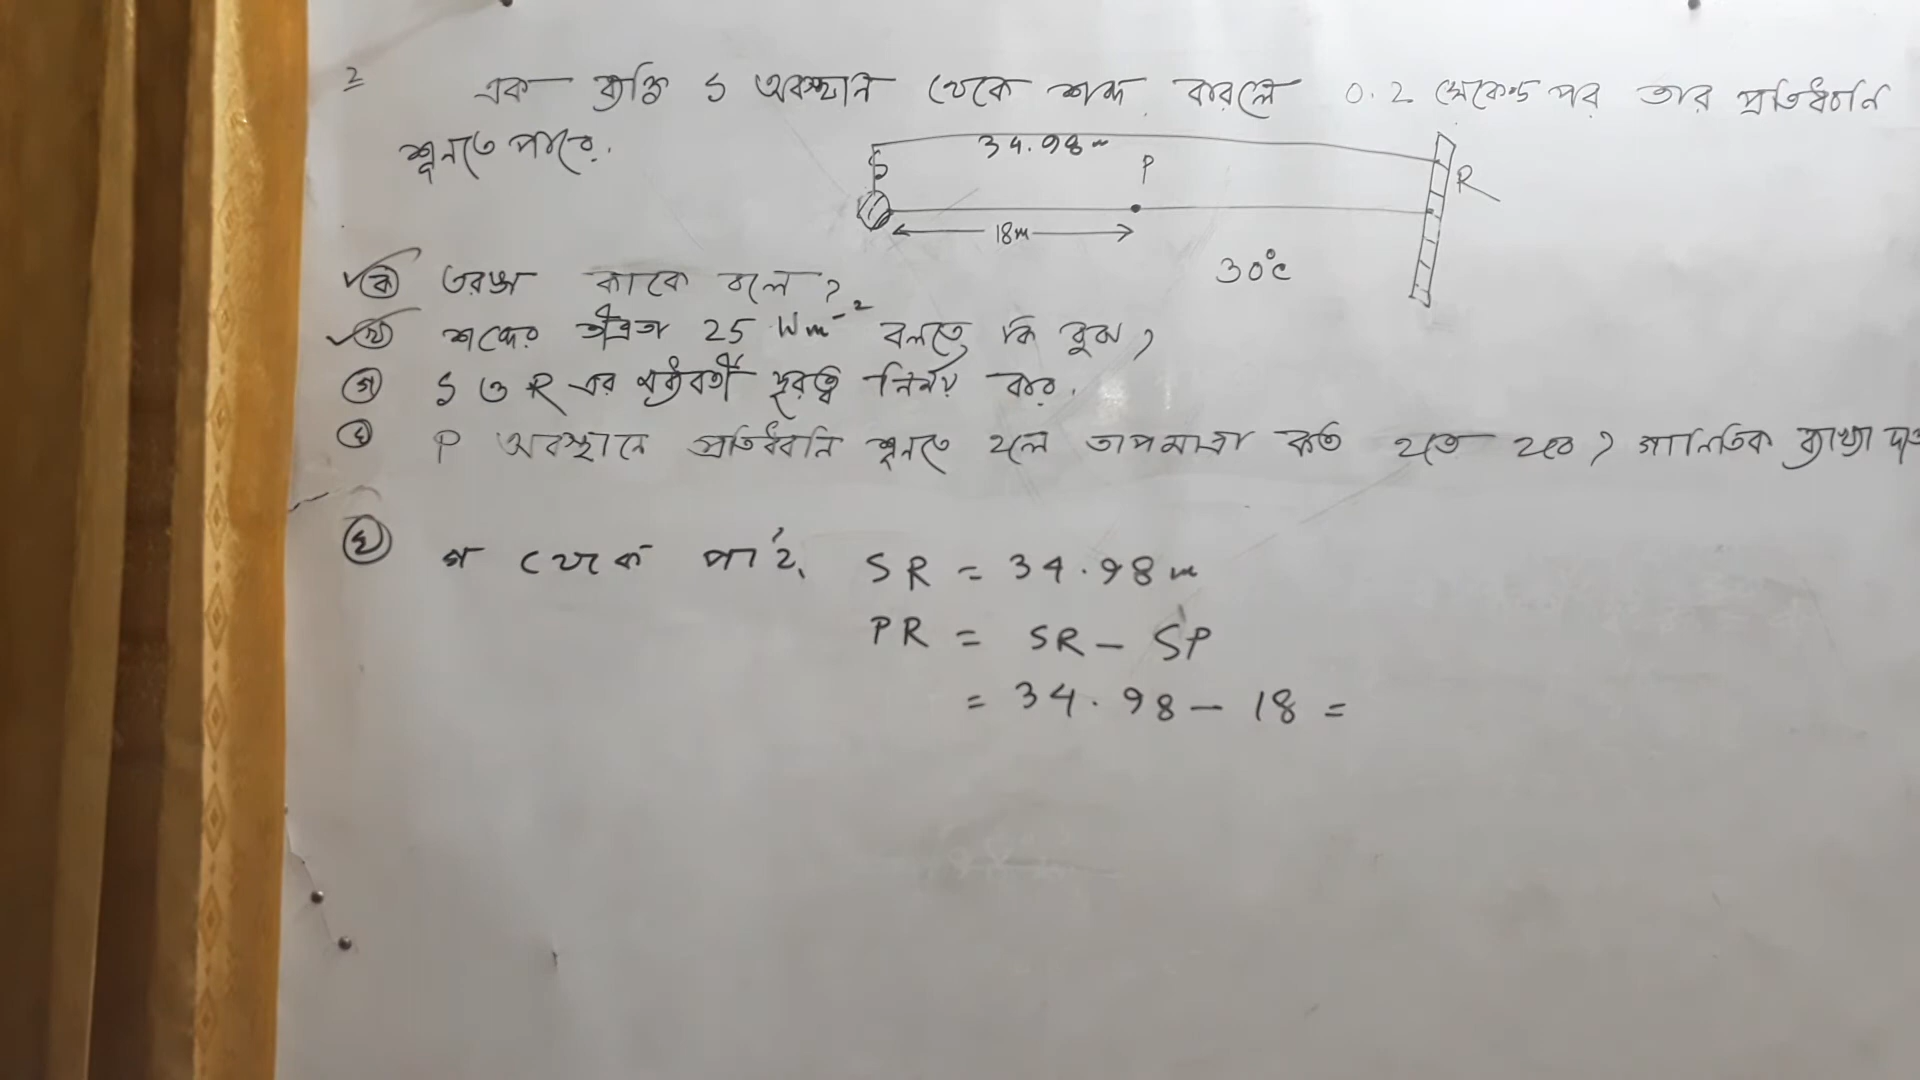 2 এক ব্যক্তি S অবস্থান থেকে শব্দ করলে 0.2 সেকেন্ড পর তার প্রতিধ্বনি
শুনতে পারে.
34.98m
S P R
18m
30°c
ক তরঙ্গ কাকে বলে?
খ শব্দের তীব্রতা 25 Wm⁻² বলতে কি বুঝ?
গ S ও R এর মধ্যবর্তী দূরত্ব নির্নয় কর.
ঘ P অবস্থানে প্রতিধ্বনি শুনতে হলে তাপমাত্রা কত হতে হবে? গানিতিক ব্যাখ্যা দাও
ঘ গ থেকে পাই, SR = 34.98m
PR = SR - SP
= 34.98 - 18 =